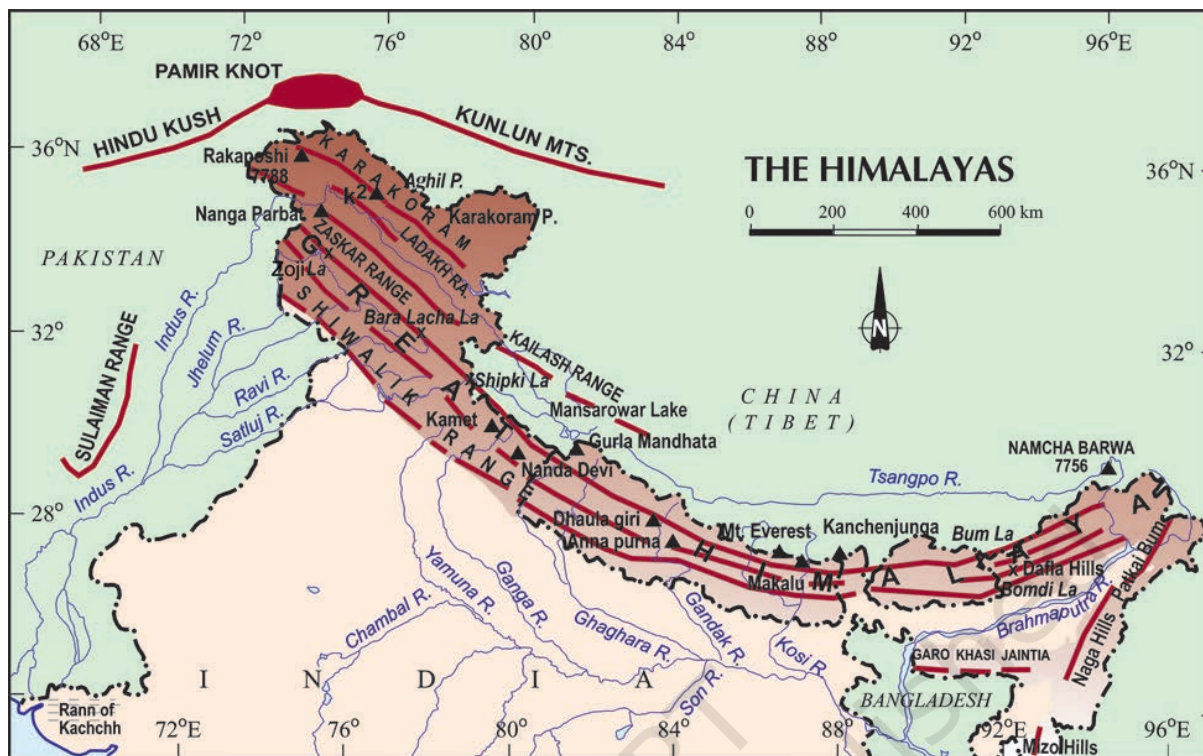 68°E 72° 76° 80° 84° 88° 92° 96°E
PAMIR KNOT
HINDU KUSH
KUNLUN MTS.
36°N
36°N
THE HIMALAYAS
0 200 400 600 km
KARAKORAM
Rakaposhi
7788
Aghil P.
k2
Karakoram P.
Nanga Parbat
LADAKH RA.
ZASKAR RANGE
PAKISTAN
Zoji La
GREAT HIMALAYA
Bara Lacha La
SHIWALIK RANGE
N
32°
32°
Indus R.
Jhelum R.
SULAIMAN RANGE
Ravi R.
Satluj R.
Shipki La
KAILASH RANGE
CHINA
(TIBET)
Mansarowar Lake
Kamet
Gurla Mandhata
Nanda Devi
NAMCHA BARWA
7756
Tsangpo R.
Indus R.
28°
28°
Dhaula giri
Anna purna
Mt. Everest
Kanchenjunga
Makalu
Bum La
Dafla Hills
Bomdi La
Patkai Bum
Brahmaputra R.
Yamuna R.
Ganga R.
Chambal R.
Ghaghara R.
Gandak R.
Kosi R.
Son R.
Naga Hills
GARO KHASI JAINTIA
BANGLADESH
INDIA
Rann of
Kachchh
Mizo Hills
72°E 76° 80° 84° 88° 92°E 96°E